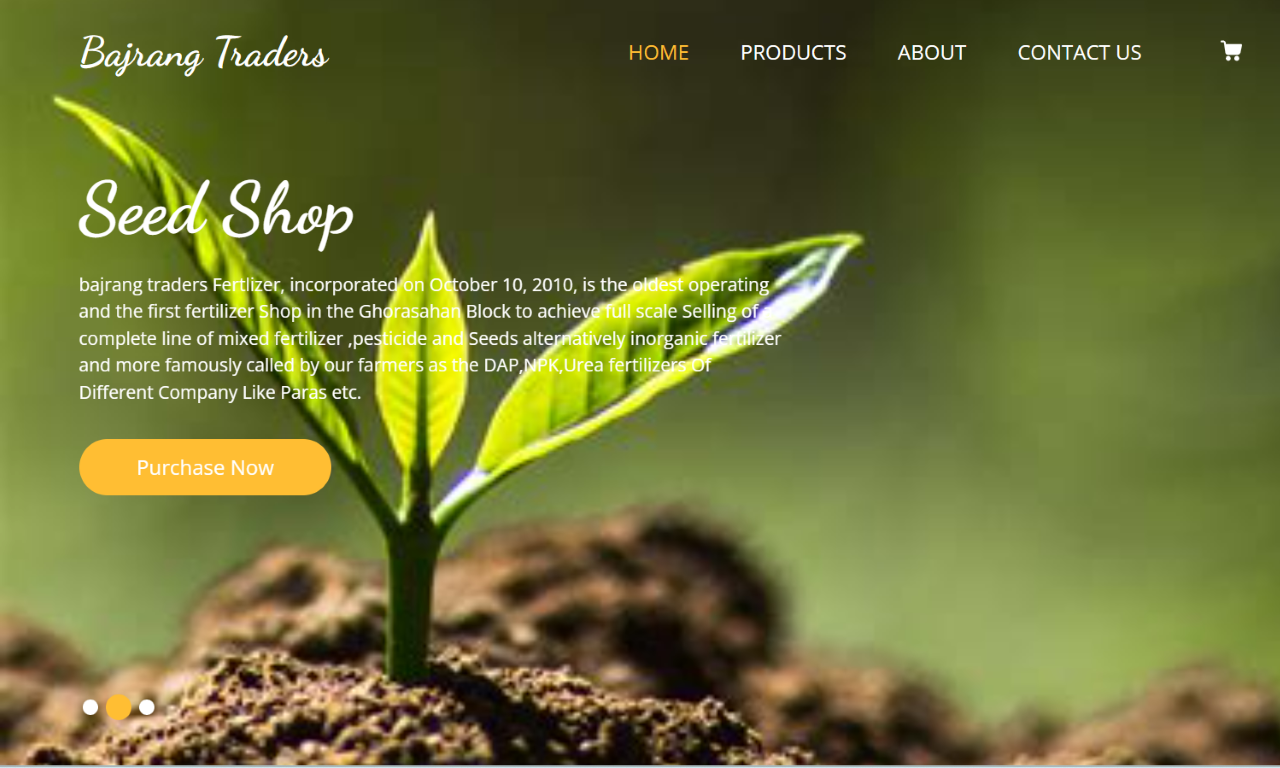 Bajrang Traders
HOME PRODUCTS ABOUT CONTACT US
Seed Shop
bajrang traders Fertlizer, incorporated on October 10, 2010, is the oldest operating
and the first fertilizer Shop in the Ghorasahan Block to achieve full scale Selling of a
complete line of mixed fertilizer ,pesticide and Seeds alternatively inorganic fertilizer
and more famously called by our farmers as the DAP,NPK,Urea fertilizers Of
Different Company Like Paras etc.
Purchase Now